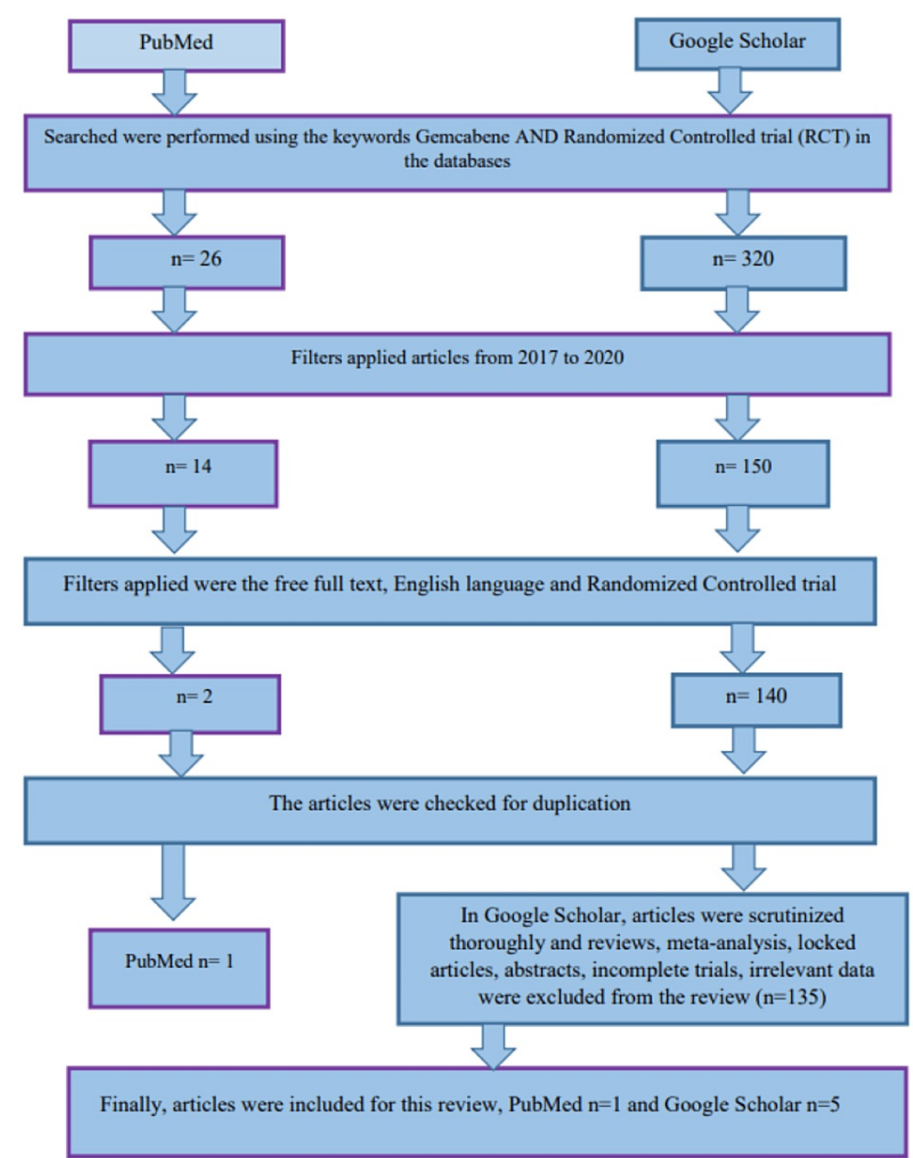 PubMed
Google Scholar
Searched were performed using the keywords Gemcabene AND Randomized Controlled trial (RCT) in
the databases
n= 26
n= 320
Filters applied articles from 2017 to 2020
n= 14
n= 150
Filters applied were the free full text, English language and Randomized Controlled trial
n= 2
n= 140
The articles were checked for duplication
In Google Scholar, articles were scrutinized
thoroughly and reviews, meta-analysis, locked
articles, abstracts, incomplete trials, irrelevant data
were excluded from the review (n=135)
PubMed n= 1
Finally, articles were included for this review, PubMed n=1 and Google Scholar n=5